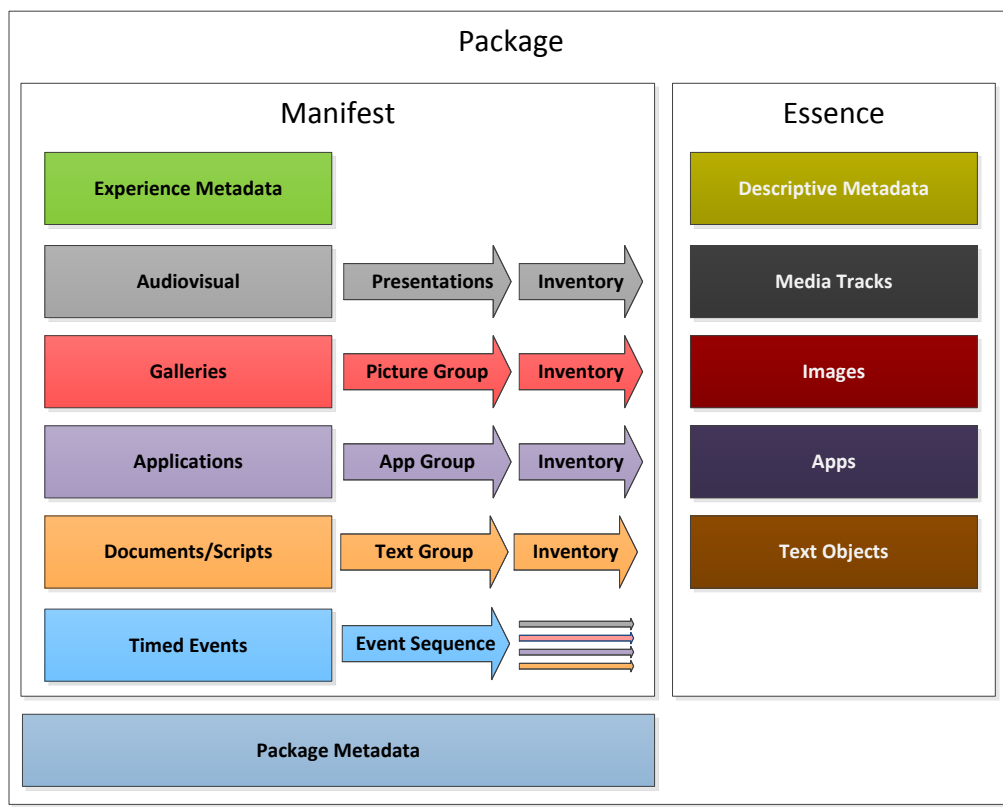 Package
Manifest
Essence
Experience Metadata
Descriptive Metadata
Audiovisual
Presentations
Inventory
Media Tracks
Galleries
Picture Group
Inventory
Images
Applications
App Group
Inventory
Apps
Documents/Scripts
Text Group
Inventory
Text Objects
Timed Events
Event Sequence
Package Metadata